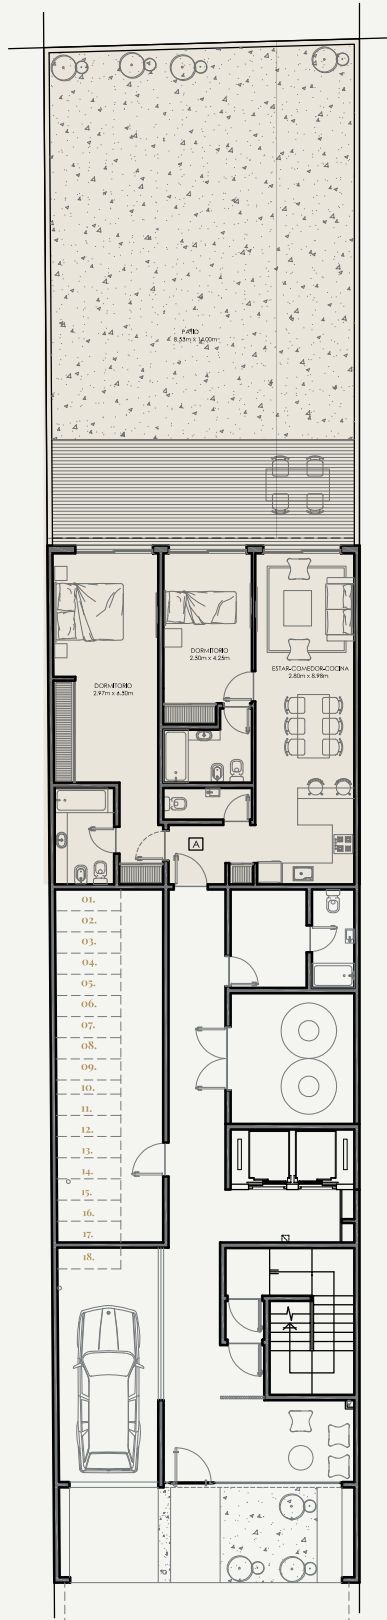 PATIO
8.53m x 14.00m
DORMITORIO
2.50m x 4.25m
ESTAR-COMEDOR-COCINA
2.80m x 8.98m
DORMITORIO
2.97m x 6.30m
A
01.
02.
03.
04.
05.
06.
07.
08.
09.
10.
11.
12.
13.
14.
15.
16.
17.
18.